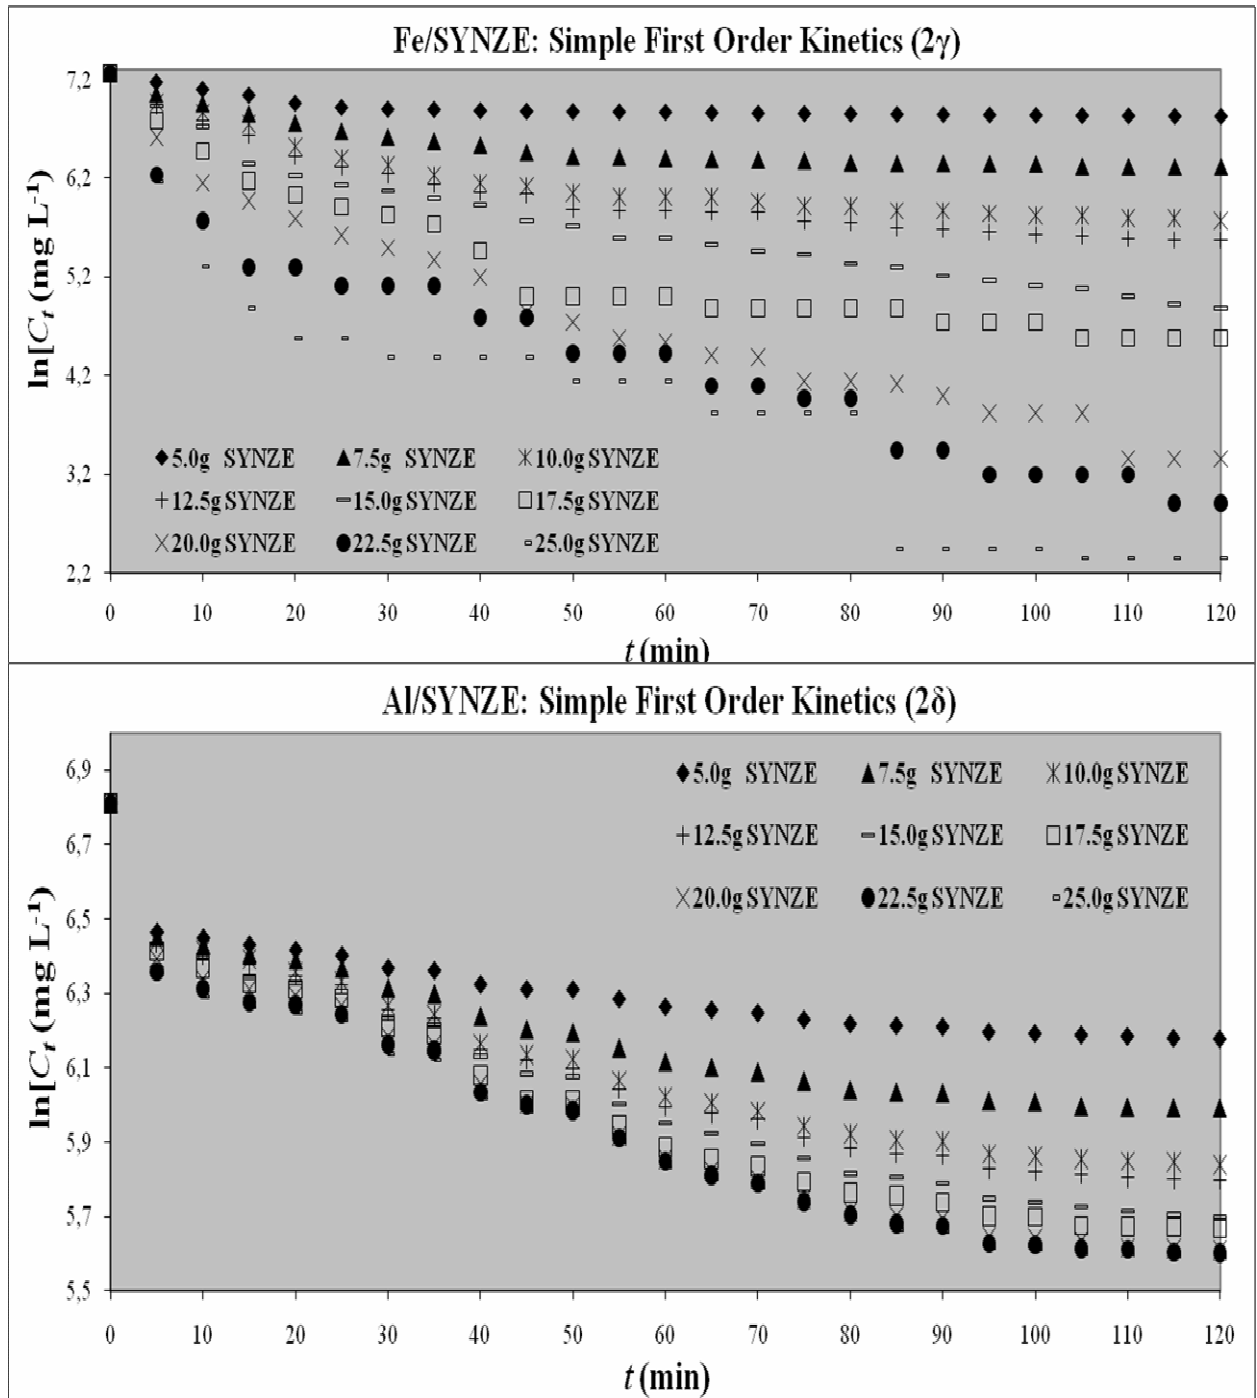 Fe/SYNZE: Simple First Order Kinetics (2γ)
7,2
6,2
5,2
4,2
3,2
2,2
ln[Ct (mg L⁻¹)
5.0g SYNZE 7.5g SYNZE 10.0g SYNZE
12.5g SYNZE 15.0g SYNZE 17.5g SYNZE
20.0g SYNZE 22.5g SYNZE 25.0g SYNZE
0 10 20 30 40 50 60 70 80 90 100 110 120
t (min)
Al/SYNZE: Simple First Order Kinetics (2δ)
6,9
6,7
6,5
6,3
6,1
5,9
5,7
5,5
ln[Ct (mg L⁻¹)
5.0g SYNZE 7.5g SYNZE 10.0g SYNZE
12.5g SYNZE 15.0g SYNZE 17.5g SYNZE
20.0g SYNZE 22.5g SYNZE 25.0g SYNZE
0 10 20 30 40 50 60 70 80 90 100 110 120
t (min)